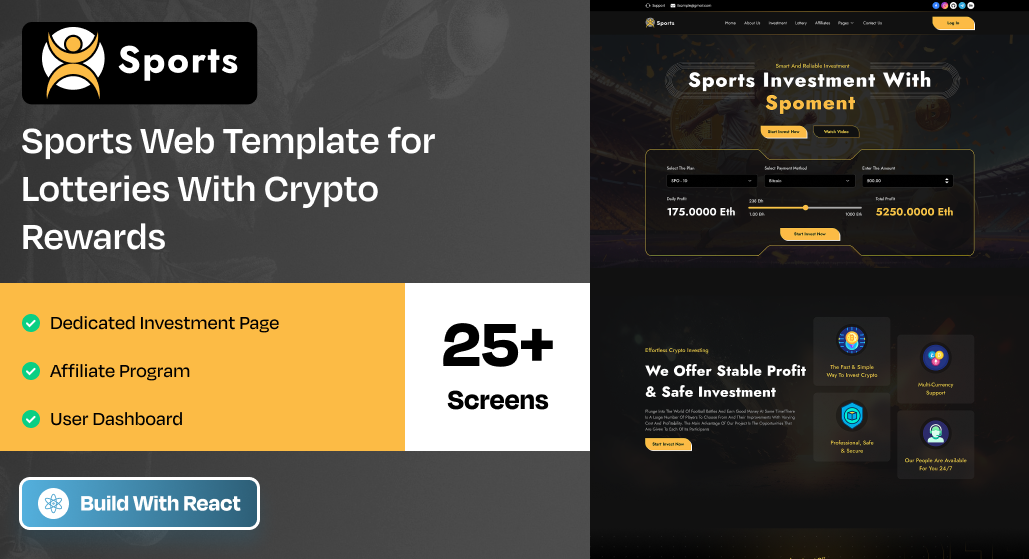 Sports
Sports Web Template for
Lotteries With Crypto
Rewards
Dedicated Investment Page
Affiliate Program
User Dashboard
25+
Screens
Build With React
Support
Example@gmail.com
Sports
Home
About Us
Investment
Lottery
Affiliates
Pages
Contact Us
Log In
Smart And Reliable Investment
Sports Investment With
Spoment
Start Invest Now
Watch Video
Select The Plan
SPO - 10
Select Payment Method
Bitcoin
Enter The Amount
500.00
Daily Profit
175.0000 Eth
238 Eth
1.00 Eth
1000 Eth
Total Profit
5250.0000 Eth
Start Invest Now
Effortless Crypto Investing
We Offer Stable Profit
& Safe Investment
Plunge Into The World Of Football Battles And Earn Good Money At Same Time!There
Is A Large Number Of Players To Choose From And Their Improvements With Varying
Cost And Profitability. The Main Advantage Of Our Project Is The Opportunities That
Are Given To Each Of Its Participants
Start Invest Now
The Fast & Simple
Way To Invest Crypto
Multi-Currency
Support
Professional, Safe
& Secure
Our People Are Available
For You 24/7